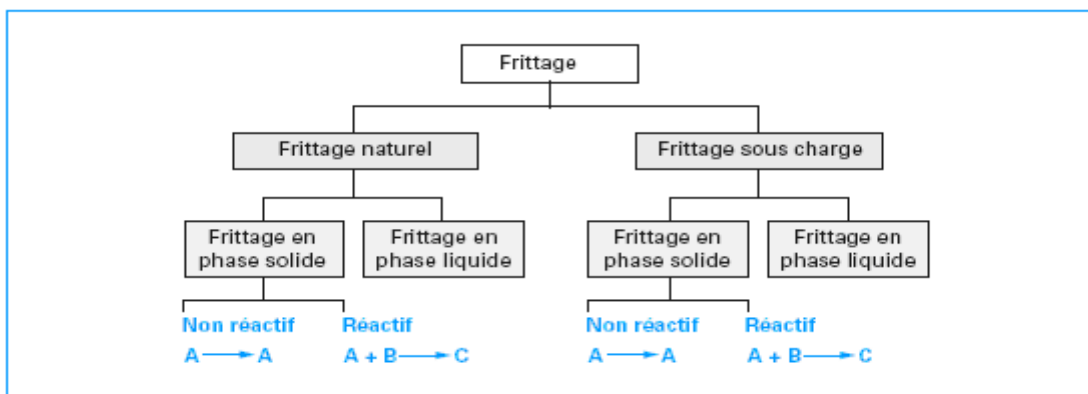 Frittage
Frittage naturel
Frittage sous charge
Frittage en
phase solide
Frittage en
phase liquide
Frittage en
phase solide
Frittage en
phase liquide
Non réactif
Réactif
Non réactif
Réactif
A → A
A + B → C
A → A
A + B → C